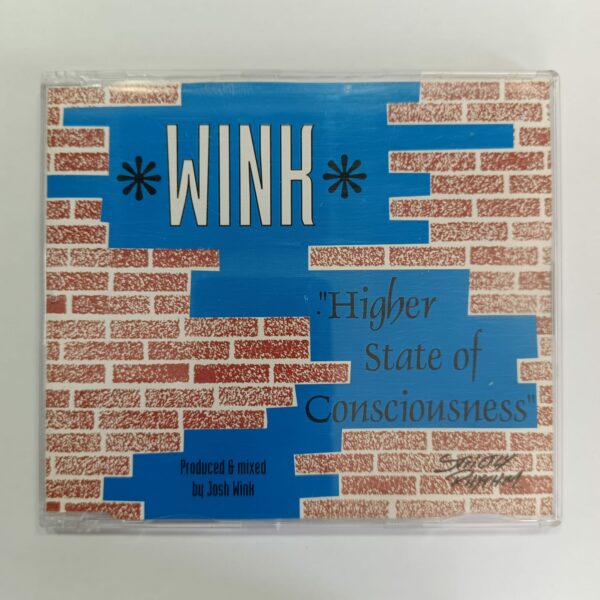 *WINK*
"Higher
State of
Consciousness"
Produced & mixed
by Josh Wink
STRICTLY
RHYTHM